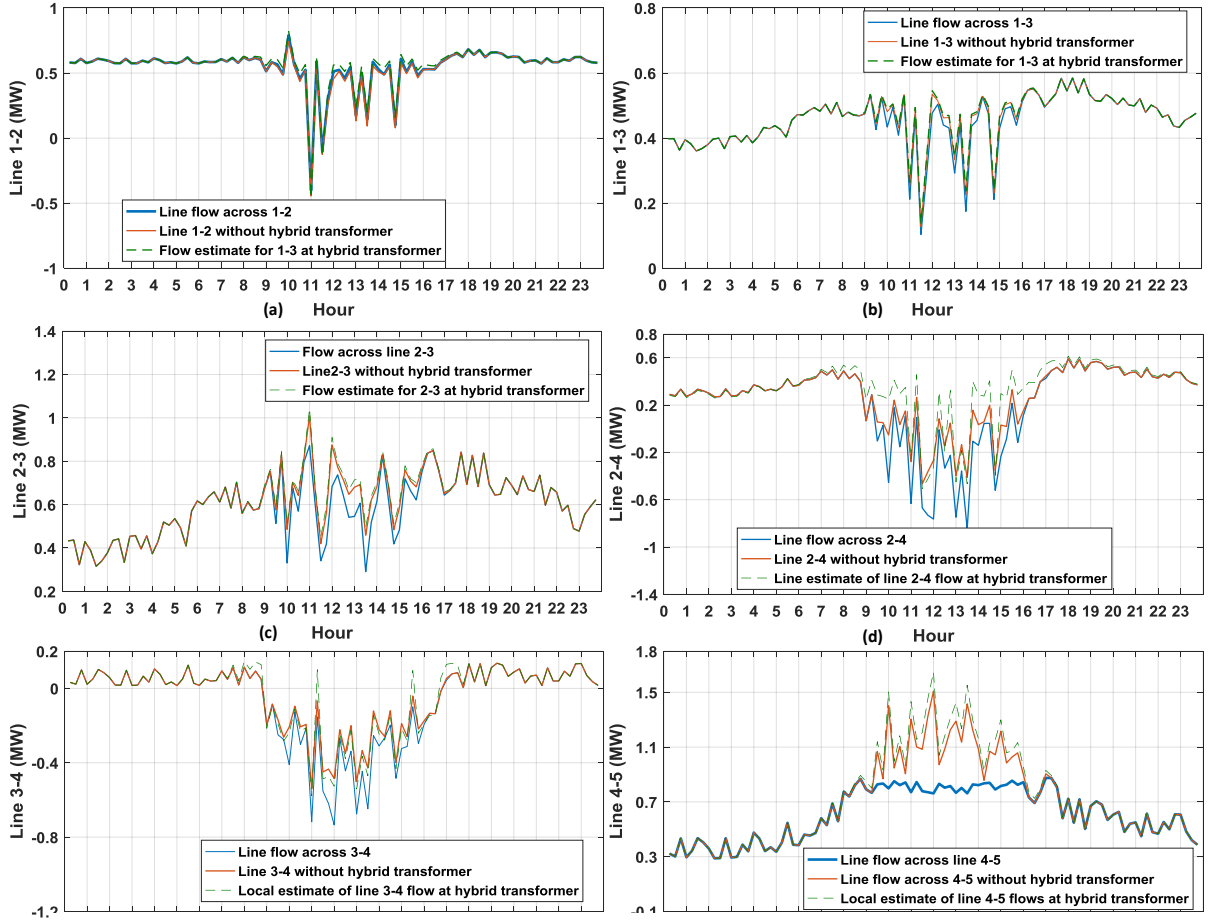 Line 1-2 (MW)
1
0.5
0
-0.5
-1
Line flow across 1-2
Line 1-2 without hybrid transformer
Flow estimate for 1-3 at hybrid transformer
0 1 2 3 4 5 6 7 8 9 10 11 12 13 14 15 16 17 18 19 20 21 22 23
(a) Hour
Line 1-3 (MW)
0.8
0.6
0.4
0.2
0
Line flow across 1-3
Line 1-3 without hybrid transformer
Flow estimate for 1-3 at hybrid transformer
0 1 2 3 4 5 6 7 8 9 10 11 12 13 14 15 16 17 18 19 20 21 22 23
(b) Hour
Line 2-3 (MW)
1.4
1.2
1
0.8
0.6
0.4
0.2
Flow across line 2-3
Line2-3 without hybrid transformer
Flow estimate for 2-3 at hybrid transformer
0 1 2 3 4 5 6 7 8 9 10 11 12 13 14 15 16 17 18 19 20 21 22 23
(c) Hour
Line 2-4 (MW)
0.8
0.6
0.2
-0.2
-0.6
-1
-1.4
Line flow across 2-4
Line 2-4 without hybrid transformer
Line estimate of line 2-4 flow at hybrid transformer
0 1 2 3 4 5 6 7 8 9 10 11 12 13 14 15 16 17 18 19 20 21 22 23
(d) Hour
Line 3-4 (MW)
0.2
0
-0.4
-0.8
-1.2
Line flow across 3-4
Line 3-4 without hybrid transformer
Local estimate of line 3-4 flow at hybrid transformer
Line 4-5 (MW)
1.8
1.5
1.1
0.7
0.3
-0.1
Line flow across line 4-5
Line flow across 4-5 without hybrid transformer
Local estimate of line 4-5 flows at hybrid transformer